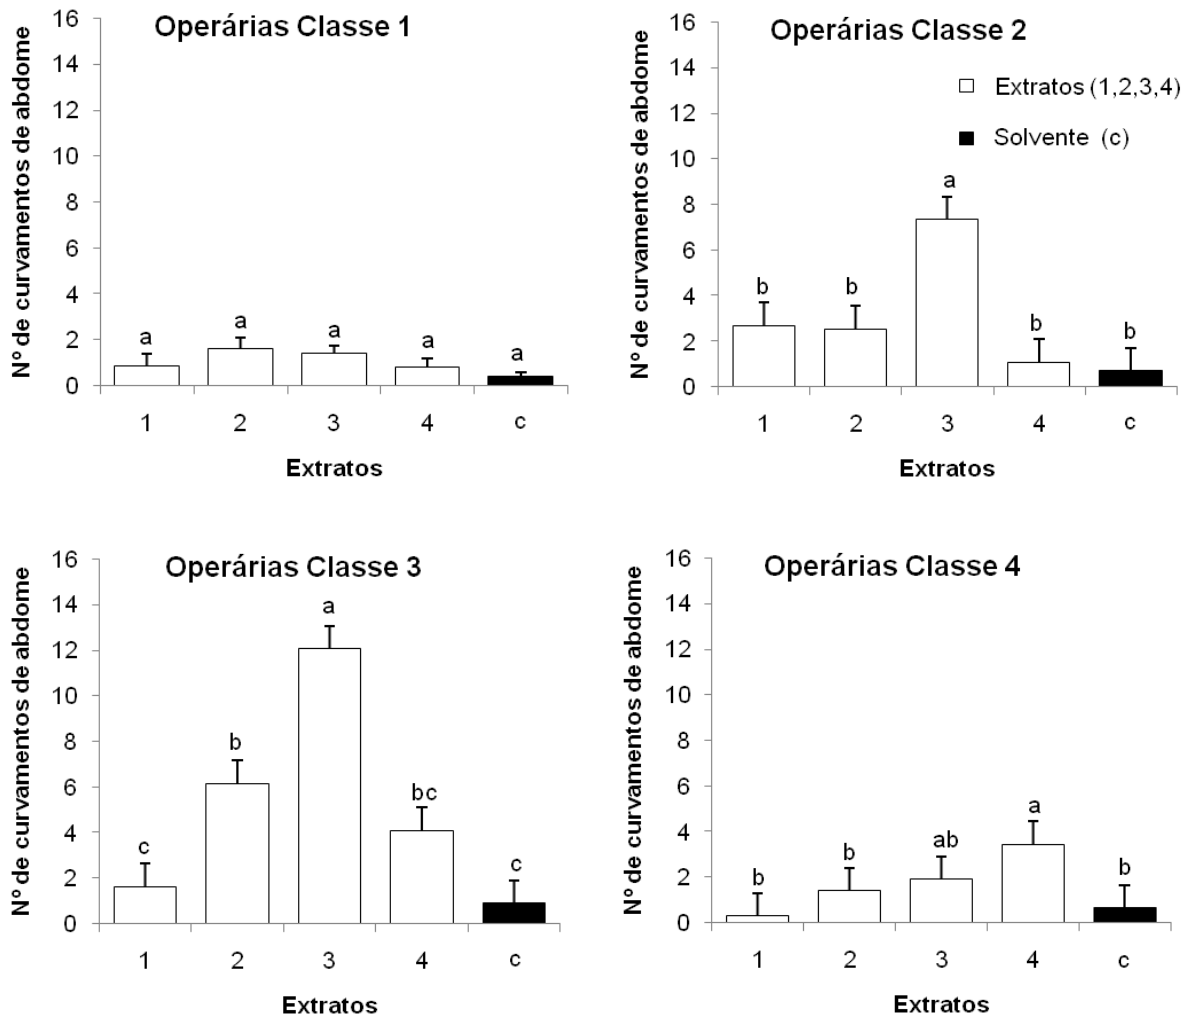 Operárias Classe 1
Nº de curvamentos de abdome
16
14
12
10
8
6
4
2
0
a
a
a
a
a
1 2 3 4 c
Extratos
Operárias Classe 2
Nº de curvamentos de abdome
16
14
12
10
8
6
4
2
0
Extratos (1,2,3,4)
Solvente (c)
b
b
a
b
b
1 2 3 4 c
Extratos
Operárias Classe 3
Nº de curvamentos de abdome
16
14
12
10
8
6
4
2
0
c
b
a
bc
c
1 2 3 4 c
Extratos
Operárias Classe 4
Nº de curvamentos de abdome
16
14
12
10
8
6
4
2
0
b
b
ab
a
b
1 2 3 4 c
Extratos